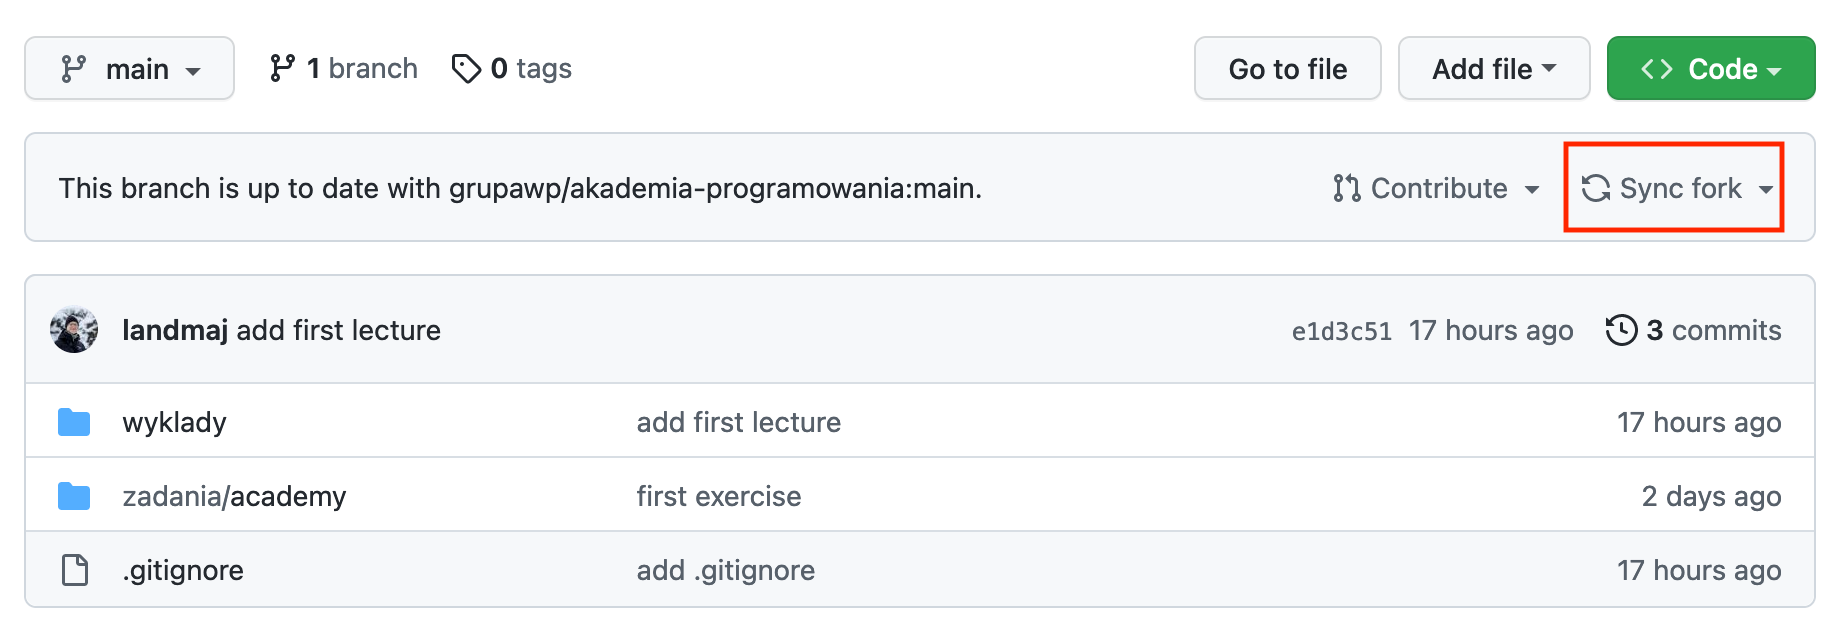 main 1 branch 0 tags Go to file Add file <> Code
This branch is up to date with grupawp/akademia-programowania:main. Contribute Sync fork
landmaj add first lecture e1d3c51 17 hours ago 3 commits
wyklady add first lecture 17 hours ago
zadania/academy first exercise 2 days ago
.gitignore add .gitignore 17 hours ago